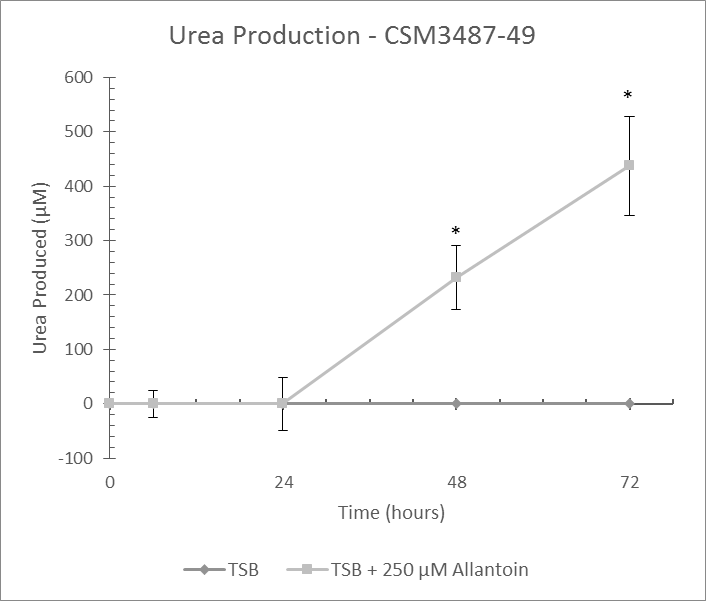 Urea Production - CSM3487-49
600
500
400
300
200
100
0
-100
Urea Produced (µM)
*
*
0 24 48 72
Time (hours)
TSB TSB + 250 µM Allantoin